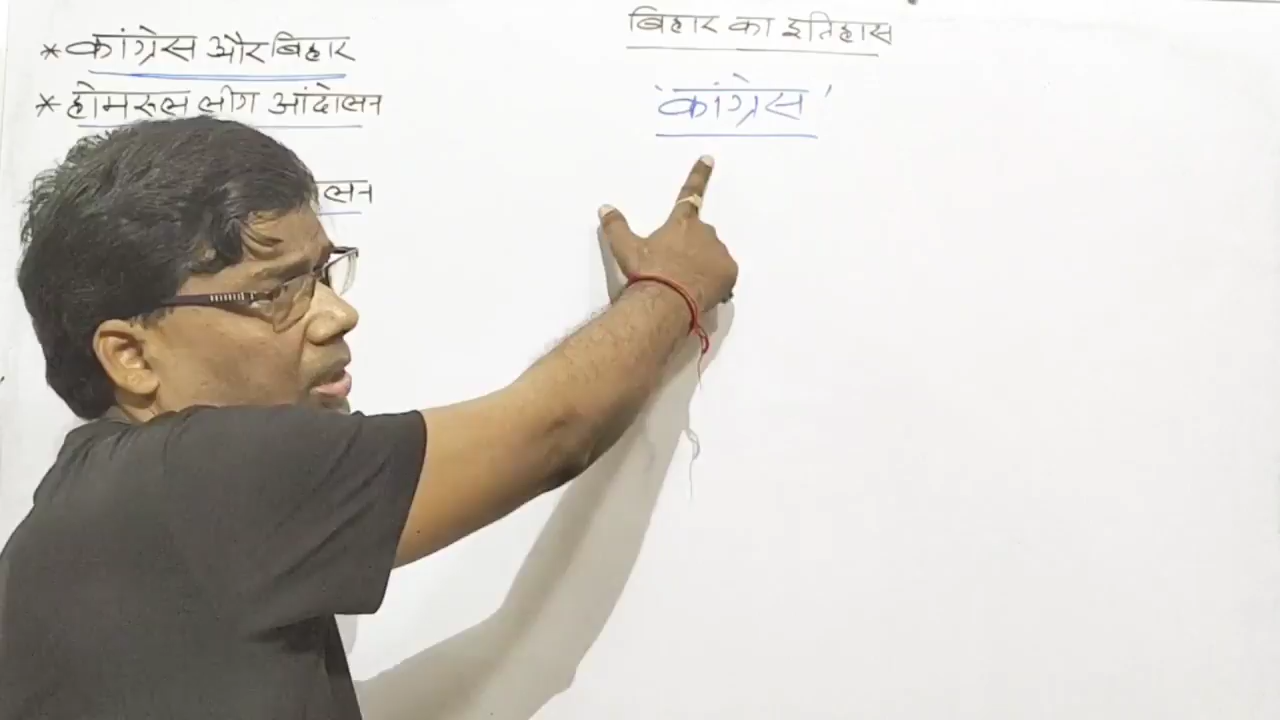 बिहार का इतिहास
'कांग्रेस'
* कांग्रेस और बिहार
* होमरूल लीग आंदोलन